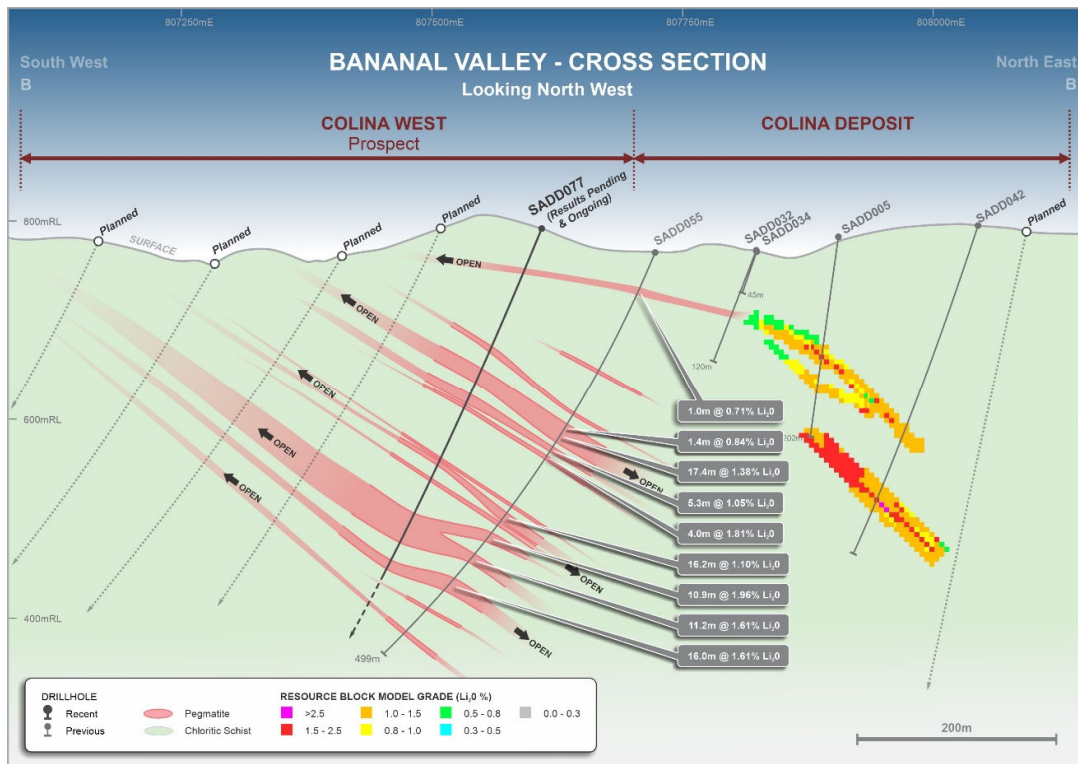 807250mE
807500mE
807750mE
808000mE
South West
B
BANANAL VALLEY - CROSS SECTION
Looking North West
North East
B
COLINA WEST
Prospect
COLINA DEPOSIT
800mRL
SURFACE
Planned
Planned
Planned
Planned
SADD077
(Results Pending
& Ongoing)
SADD055
SADD032
SADD034
SADD005
SADD042
Planned
OPEN
OPEN
OPEN
OPEN
OPEN
OPEN
OPEN
OPEN
45m
120m
202m
499m
600mRL
400mRL
1.0m @ 0.71% Li₂0
1.4m @ 0.84% Li₂0
17.4m @ 1.38% Li₂0
5.3m @ 1.05% Li₂0
4.0m @ 1.81% Li₂0
16.2m @ 1.10% Li₂0
10.9m @ 1.96% Li₂0
11.2m @ 1.61% Li₂0
16.0m @ 1.61% Li₂0
DRILLHOLE
Recent
Previous
Pegmatite
Chloritic Schist
RESOURCE BLOCK MODEL GRADE (Li₂0 %)
>2.5
1.5 - 2.5
1.0 - 1.5
0.8 - 1.0
0.5 - 0.8
0.3 - 0.5
0.0 - 0.3
200m